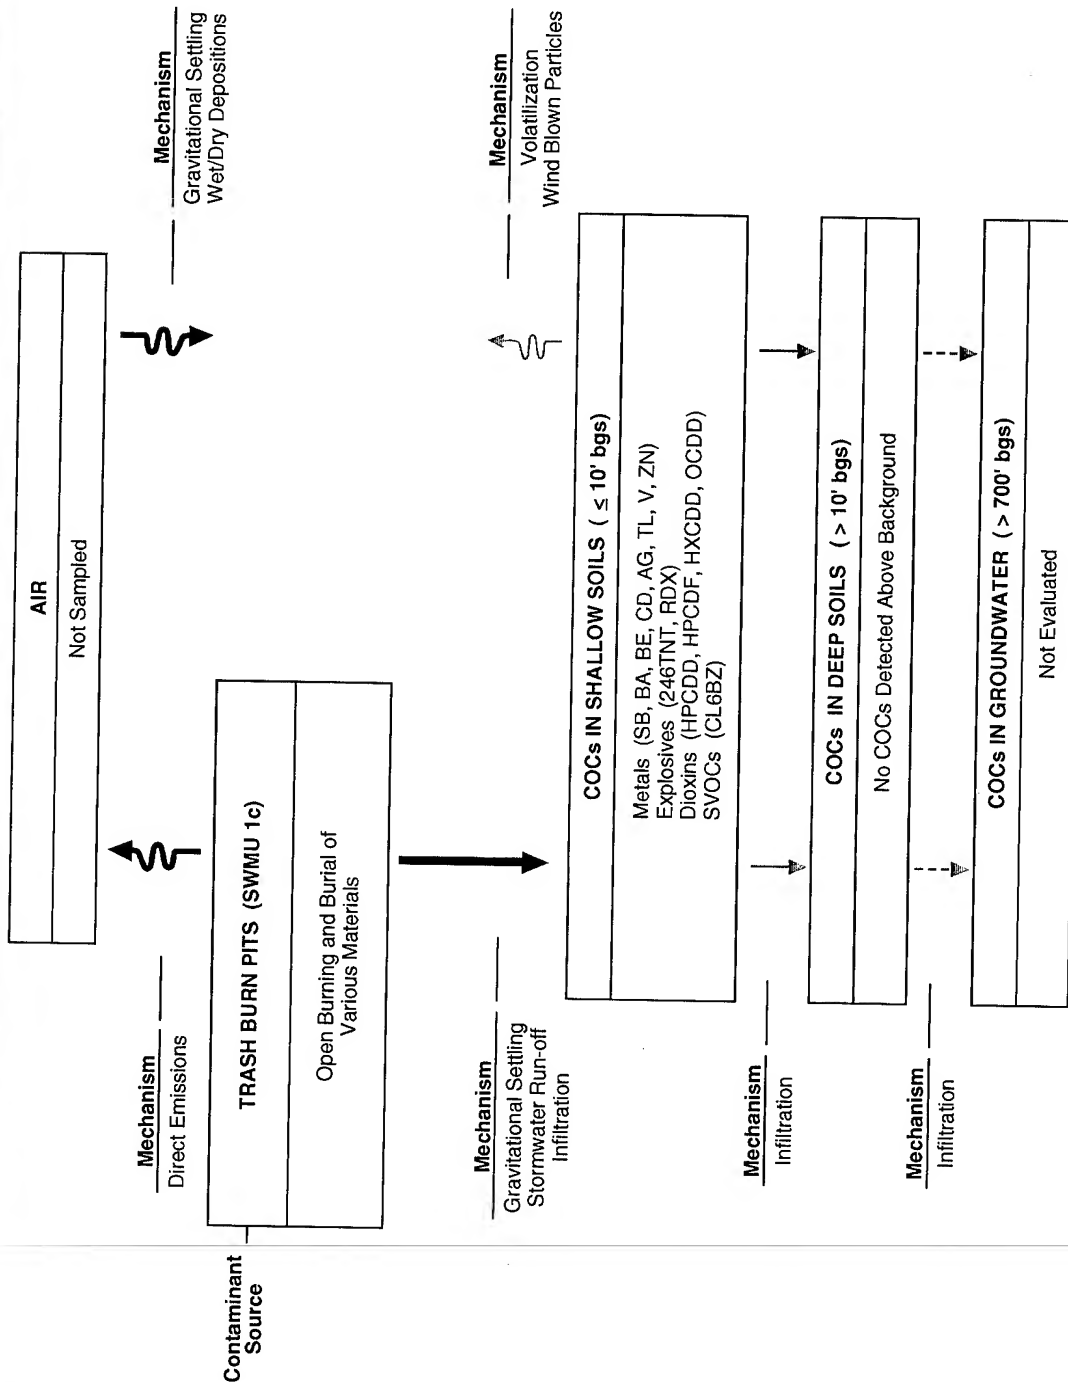 AIR
Not Sampled
Mechanism
Direct Emissions
Mechanism
Gravitational Settling
Wet/Dry Depositions
Contaminant
Source
TRASH BURN PITS (SWMU 1c)
Open Burning and Burial of
Various Materials
Mechanism
Gravitational Settling
Stormwater Run-off
Infiltration
Mechanism
Volatilization
Wind Blown Particles
COCs IN SHALLOW SOILS ( ≤ 10' bgs)
Metals (SB, BA, BE, CD, AG, TL, V, ZN)
Explosives (246TNT, RDX)
Dioxins (HPCDD, HPCDF, HXCDD, OCDD)
SVOCs (CL6BZ)
Mechanism
Infiltration
COCs IN DEEP SOILS ( > 10' bgs)
No COCs Detected Above Background
Mechanism
Infiltration
COCs IN GROUNDWATER ( > 700' bgs)
Not Evaluated